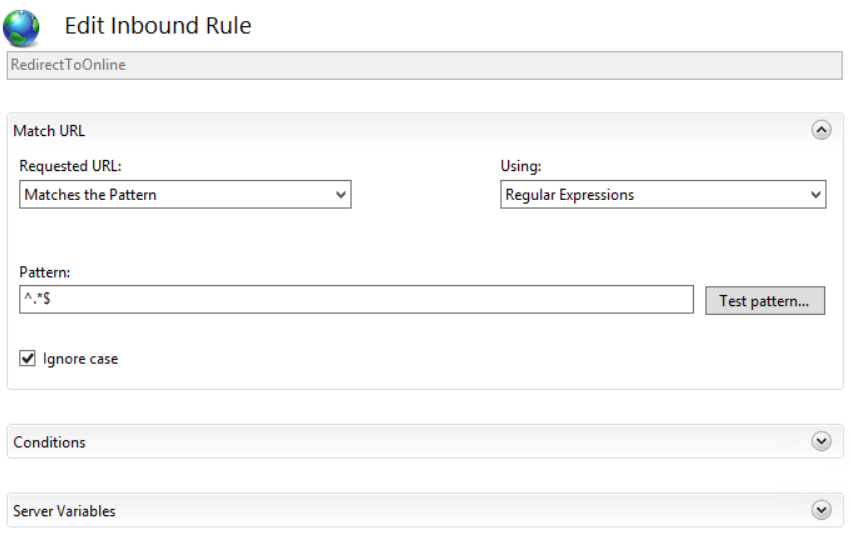 Edit Inbound Rule
RedirectToOnline
Match URL
Requested URL: Using:
Matches the Pattern Regular Expressions
Pattern:
^.*$ Test pattern...
Ignore case
Conditions
Server Variables